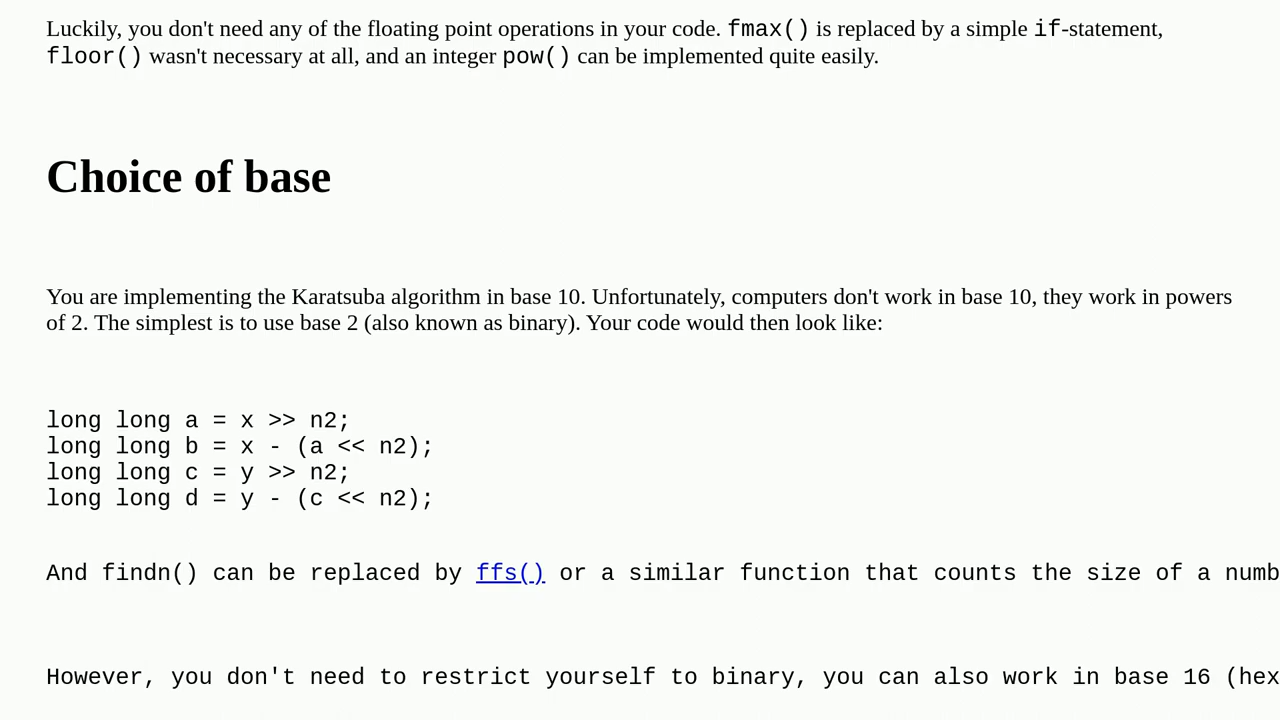 Luckily, you don't need any of the floating point operations in your code. fmax() is replaced by a simple if-statement,
floor() wasn't necessary at all, and an integer pow() can be implemented quite easily.
Choice of base
You are implementing the Karatsuba algorithm in base 10. Unfortunately, computers don't work in base 10, they work in powers
of 2. The simplest is to use base 2 (also known as binary). Your code would then look like:
long long a = x >> n2;
long long b = x - (a << n2);
long long c = y >> n2;
long long d = y - (c << n2);
And findn() can be replaced by ffs() or a similar function that counts the size of a numb
However, you don't need to restrict yourself to binary, you can also work in base 16 (hex